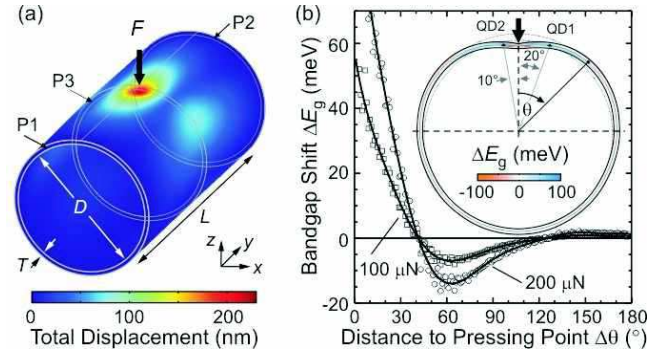 (a)
F
P2
P3
P1
D
L
T
z
y
x
0
100
200
Total Displacement (nm)
(b)
Bandgap Shift ΔEg (meV)
60
40
20
0
-20
QD2
QD1
20°
10°
θ
ΔEg (meV)
-100
0
100
100 μN
200 μN
0
30
60
90
120
150
180
Distance to Pressing Point Δθ (°)